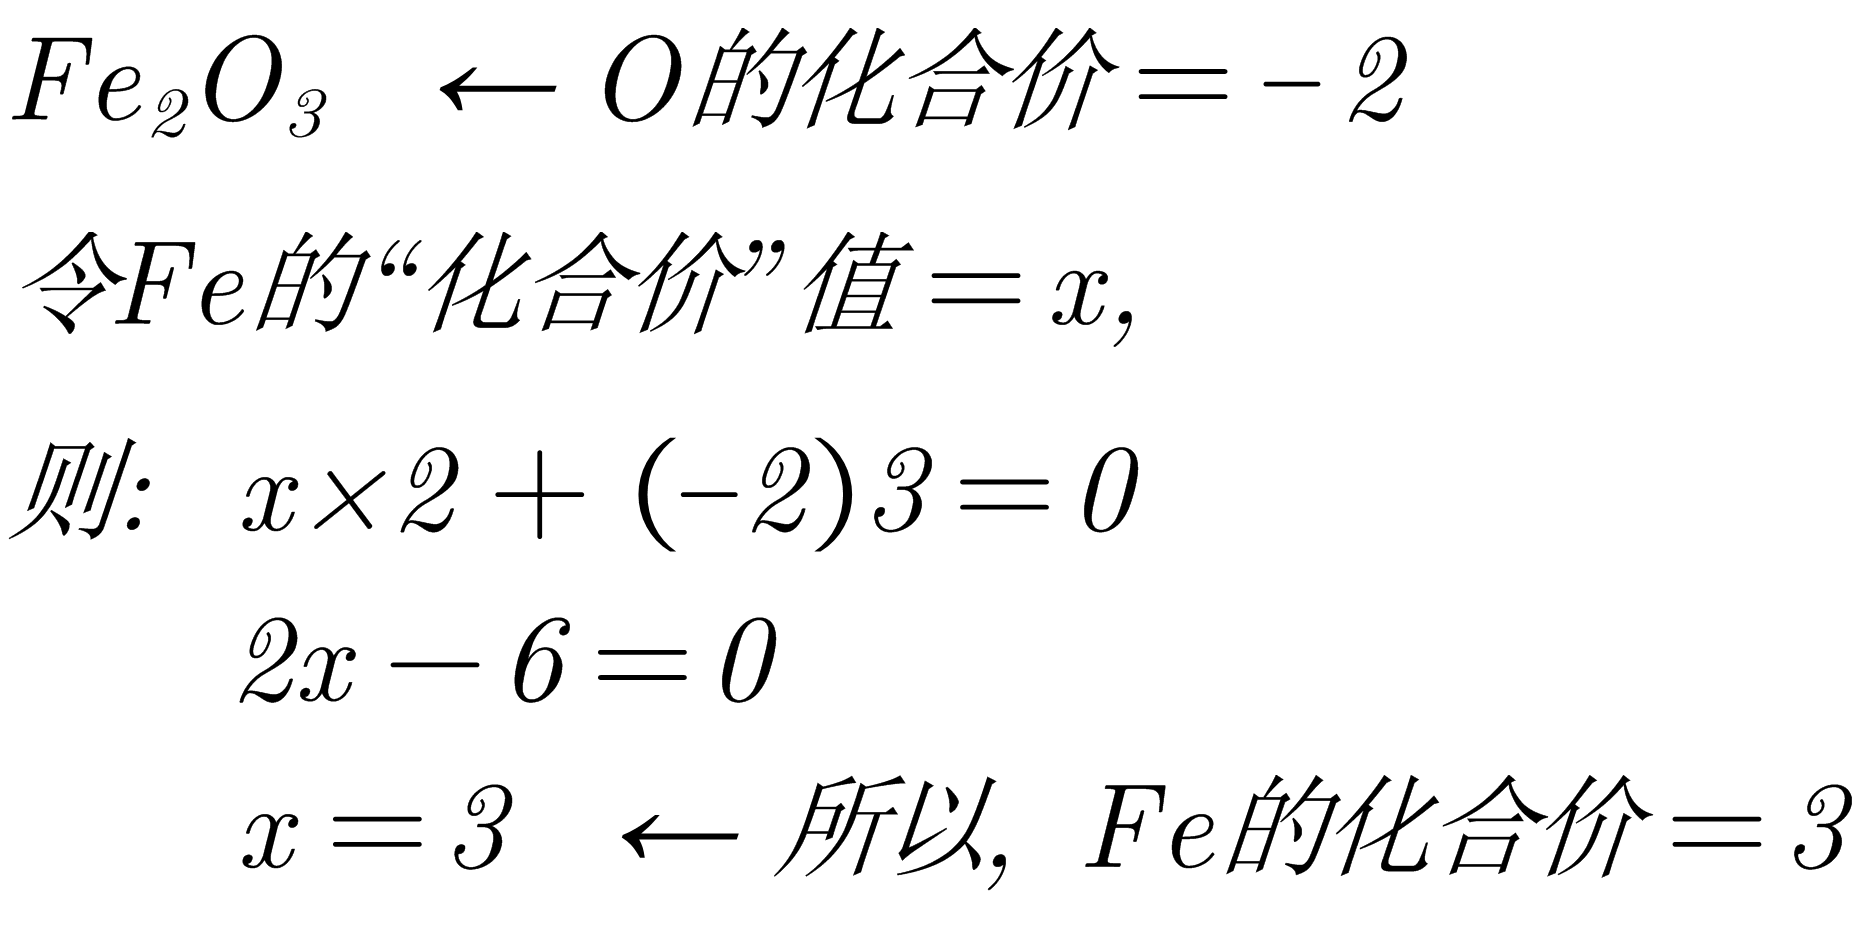 Fe₂O₃ ← O的化合价=-2
令Fe的“化合价”值=x,
则: x×2+(-2)3=0
2x-6=0
x=3 ← 所以, Fe的化合价=3